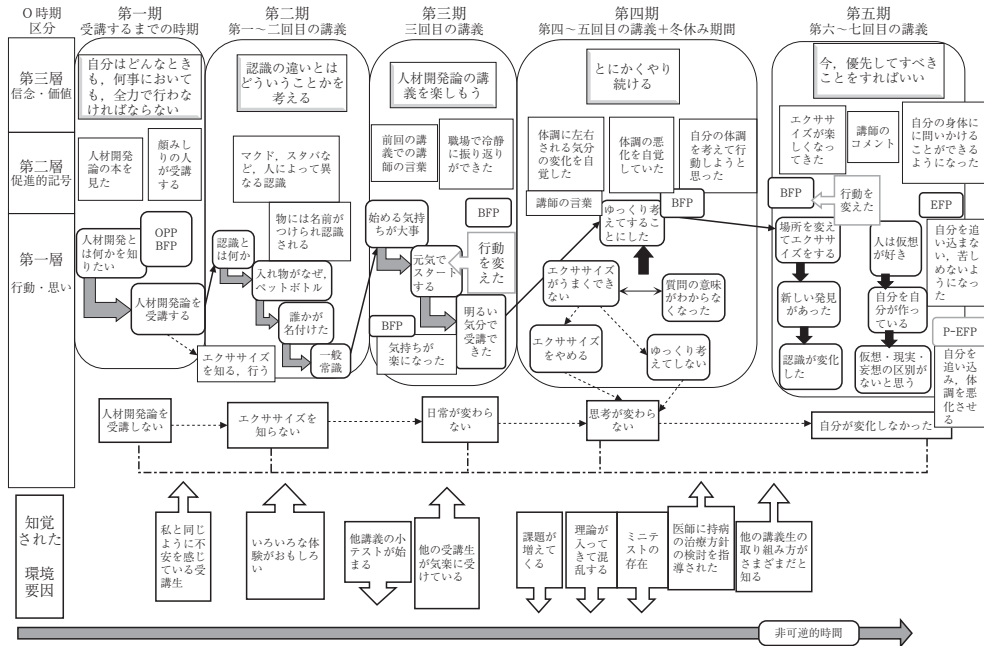 O 時期
区分
第一期
受講するまでの時期
第二期
第一～二回目の講義
第三期
三回目の講義
第四期
第四～五回目の講義＋冬休み期間
第五期
第六～七回目の講義
第三層
信念・価値
自分はどんなとき
も，何事において
も，全力で行わな
ければならない
認識の違いとは
どういうことかを
考える
人材開発論の講
義を楽しもう
とにかくやり
続ける
今，優先してすべき
ことをすればいい
第二層
促進的記号
人材開発
論の本を
見た
顔みし
りの人
が受講
する
マクド，スタバな
ど，人によって異
なる認識
物には名前が
つけられ認識
される
前回の講
義での講
師の言葉
職場で冷静
に振り返り
ができた
体調に左右
される気分
の変化を自
覚した
講師の言葉
体調の悪
化を自覚
していた
自分の体調
を考えて行
動しようと
思った
エクササ
イズが楽
しくなっ
てきた
講師の
コメント
自分の身体に
に問いかける
ことができる
ようになった
第一層
行動・思い
人材開発と
は何かを知
りたい
OPP
BFP
人材開発論を
受講する
エクササイズ
を知る，行う
認識と
は何か
入れ物がなぜ，
ペットボトル
誰かが
名付けた
一般
常識
始める気持
ちが大事
BFP
元気で
スタート
する
行動
を変
えた
明るい
気分で
受講で
きた
BFP
気持ちが
楽になった
BFP
ゆっくり考
えてすること
にした
エクササイズ
がうまくでき
ない
質問の意味
がわからな
くなった
エクササイズ
をやめる
ゆっくり考
えてしない
BFP
行動を
変えた
EFP
場所を変え
てエクササ
イズをする
人は仮想
が好き
自分を追
い込まな
い，苦し
めないよ
うになっ
た
新しい発見
があった
自分を自
分が作っ
ている
P-EFP
認識が変化
した
仮想・現実・
妄想の区別が
ないと思う
自分を
追い込
み，体
調を悪
化させ
る
人材開発論を
受講しない
エクササイズを
知らない
日常が変わら
ない
思考が変わら
ない
自分が変化しなかった
知覚
された
環境
要因
私と同じ
ように不
安を感じ
ている受
講生
いろいろな体
験がおもしろ
い
他講義の小
テストが始
まる
他の受講生
が気楽に受
けている
課題が
増えて
くる
理論が
入って
きて混
乱する
ミニテ
ストの
存在
医師に持病
の治療方針
の検討を指
導された
他の講義生の
取り組み方が
さまざまだと
知る
非可逆的時間